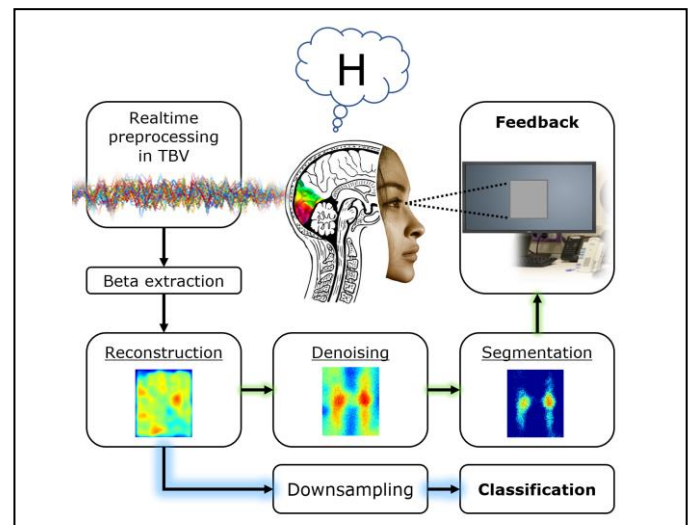 H
Realtime
preprocessing
in TBV
Feedback
Beta extraction
Reconstruction
Denoising
Segmentation
Downsampling
Classification